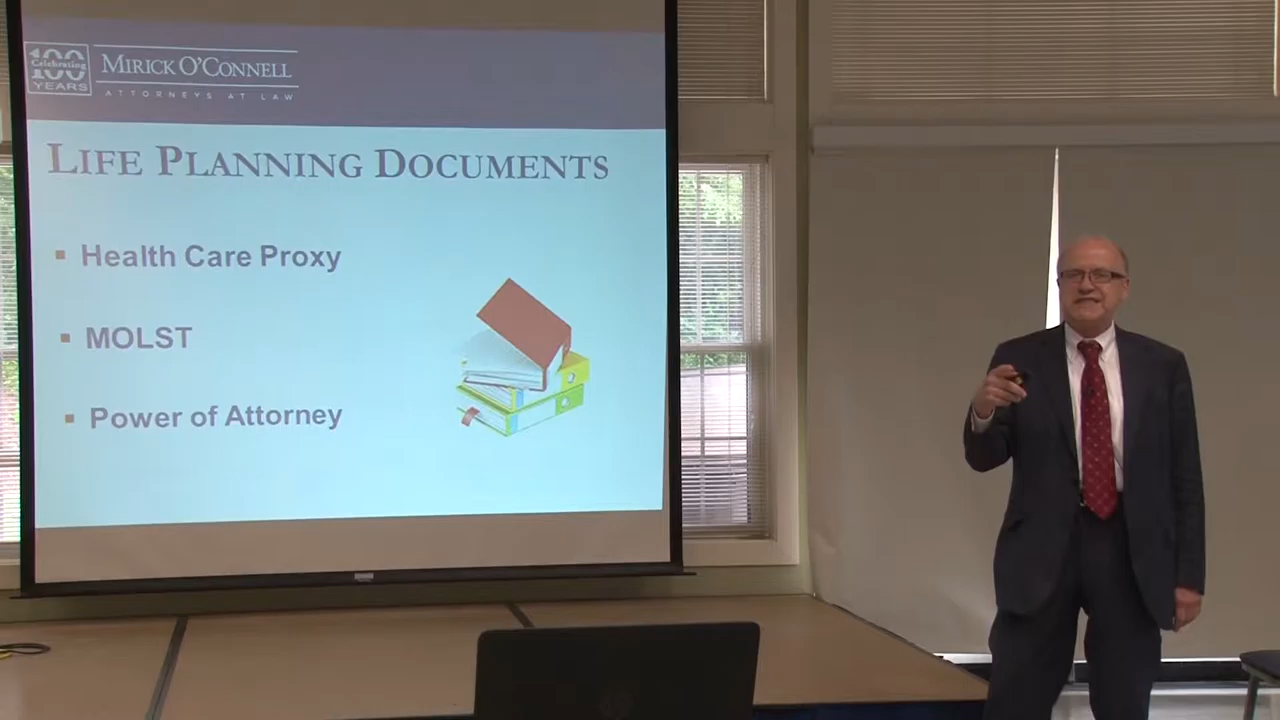 Celebrating
100
YEARS
MIRICK O'CONNELL
ATTORNEYS AT LAW
LIFE PLANNING DOCUMENTS
Health Care Proxy
MOLST
Power of Attorney